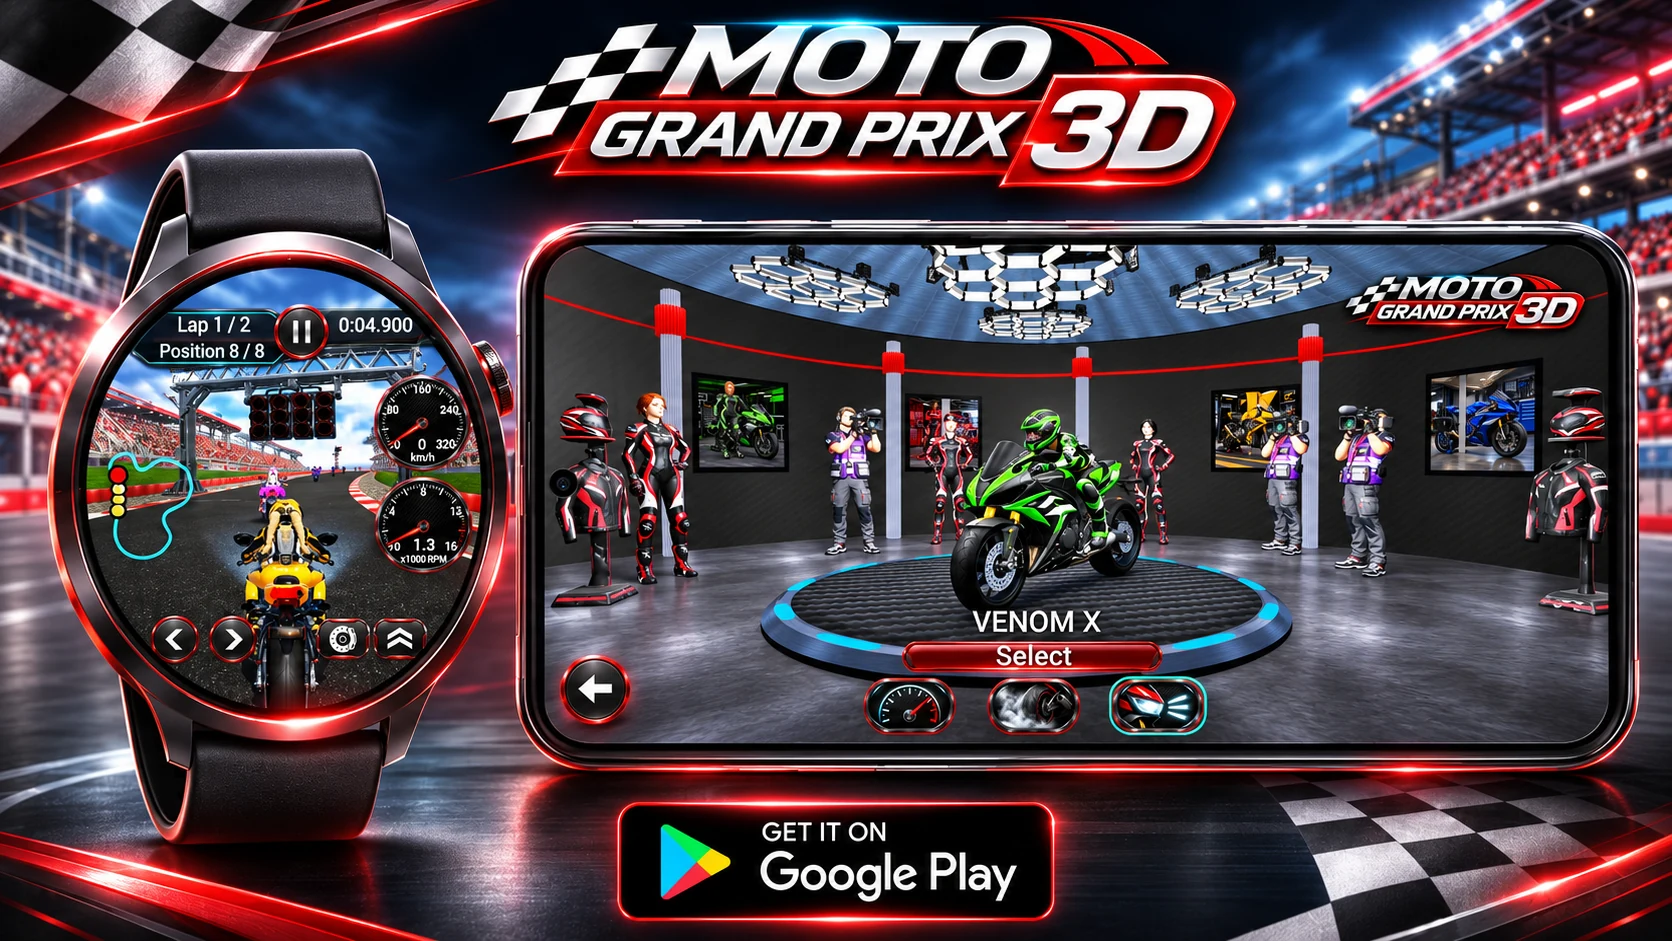 MOTO
GRAND PRIX 3D
Lap 1 / 2
Position 8 / 8
0:04.900
80
160
240
0
0
320
km/h
4
8
12
0
1.3
16
x1000 RPM
MOTO
GRAND PRIX 3D
VENOM X
Select
GET IT ON
Google Play